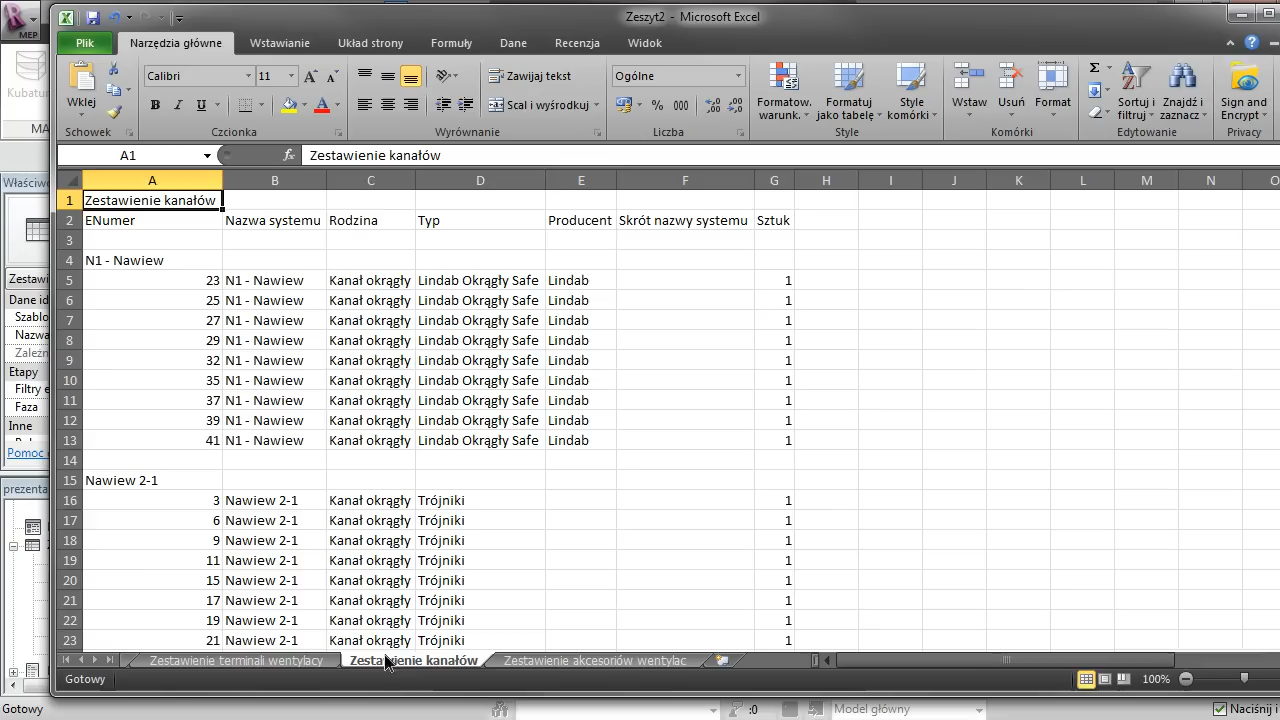 Zeszyt2 - Microsoft Excel
MEP
Plik Narzędzia główne Wstawianie Układ strony Formuły Dane Recenzja Widok
Wklej
Calibri 11
Zawijaj tekst
Ogólne
Formatow. warunk.
Formatuj jako tabelę
Style komórki
Wstaw Usuń Format
Sortuj i filtruj
Znajdź i zaznacz
Sign and Encrypt
B I U
Scal i wyśrodkuj
% 000
Schowek Czcionka Wyrównanie Liczba Style Komórki Edytowanie Privacy
Kubatur
A1 fx Zestawienie kanałów
A B C D E F G H I J K L M N O
1 Zestawienie kanałów
2 ENumer Nazwa systemu Rodzina Typ Producent Skrót nazwy systemu Sztuk
3
4 N1 - Nawiew
5 23 N1 - Nawiew Kanał okrągły Lindab Okrągły Safe Lindab 1
6 25 N1 - Nawiew Kanał okrągły Lindab Okrągły Safe Lindab 1
7 27 N1 - Nawiew Kanał okrągły Lindab Okrągły Safe Lindab 1
8 29 N1 - Nawiew Kanał okrągły Lindab Okrągły Safe Lindab 1
9 32 N1 - Nawiew Kanał okrągły Lindab Okrągły Safe Lindab 1
10 35 N1 - Nawiew Kanał okrągły Lindab Okrągły Safe Lindab 1
11 37 N1 - Nawiew Kanał okrągły Lindab Okrągły Safe Lindab 1
12 39 N1 - Nawiew Kanał okrągły Lindab Okrągły Safe Lindab 1
13 41 N1 - Nawiew Kanał okrągły Lindab Okrągły Safe Lindab 1
14
15 Nawiew 2-1
16 3 Nawiew 2-1 Kanał okrągły Trójniki 1
17 6 Nawiew 2-1 Kanał okrągły Trójniki 1
18 9 Nawiew 2-1 Kanał okrągły Trójniki 1
19 11 Nawiew 2-1 Kanał okrągły Trójniki 1
20 15 Nawiew 2-1 Kanał okrągły Trójniki 1
21 17 Nawiew 2-1 Kanał okrągły Trójniki 1
22 19 Nawiew 2-1 Kanał okrągły Trójniki 1
23 21 Nawiew 2-1 Kanał okrągły Trójniki 1
Właściwo
Zestawi
Dane id
Szablo
Nazwa
Zależn
Etapy
Filtry e
Faza
Inne
Pomoc
prezenta
Zestawienie terminali wentylacy Zestawienie kanałów Zestawienie akcesoriów wentylac
Gotowy 100%
Gotowy :0 Model główny Naciśnij i